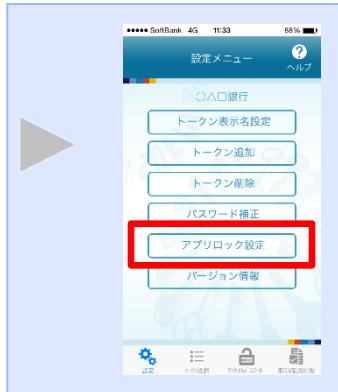 ●●●●● SoftBank 4G 11:33 88%
設定メニュー
?
ヘルプ
〇△□銀行
トークン表示名設定
トークン追加
トークン削除
パスワード補正
アプリロック設定
バージョン情報
設定